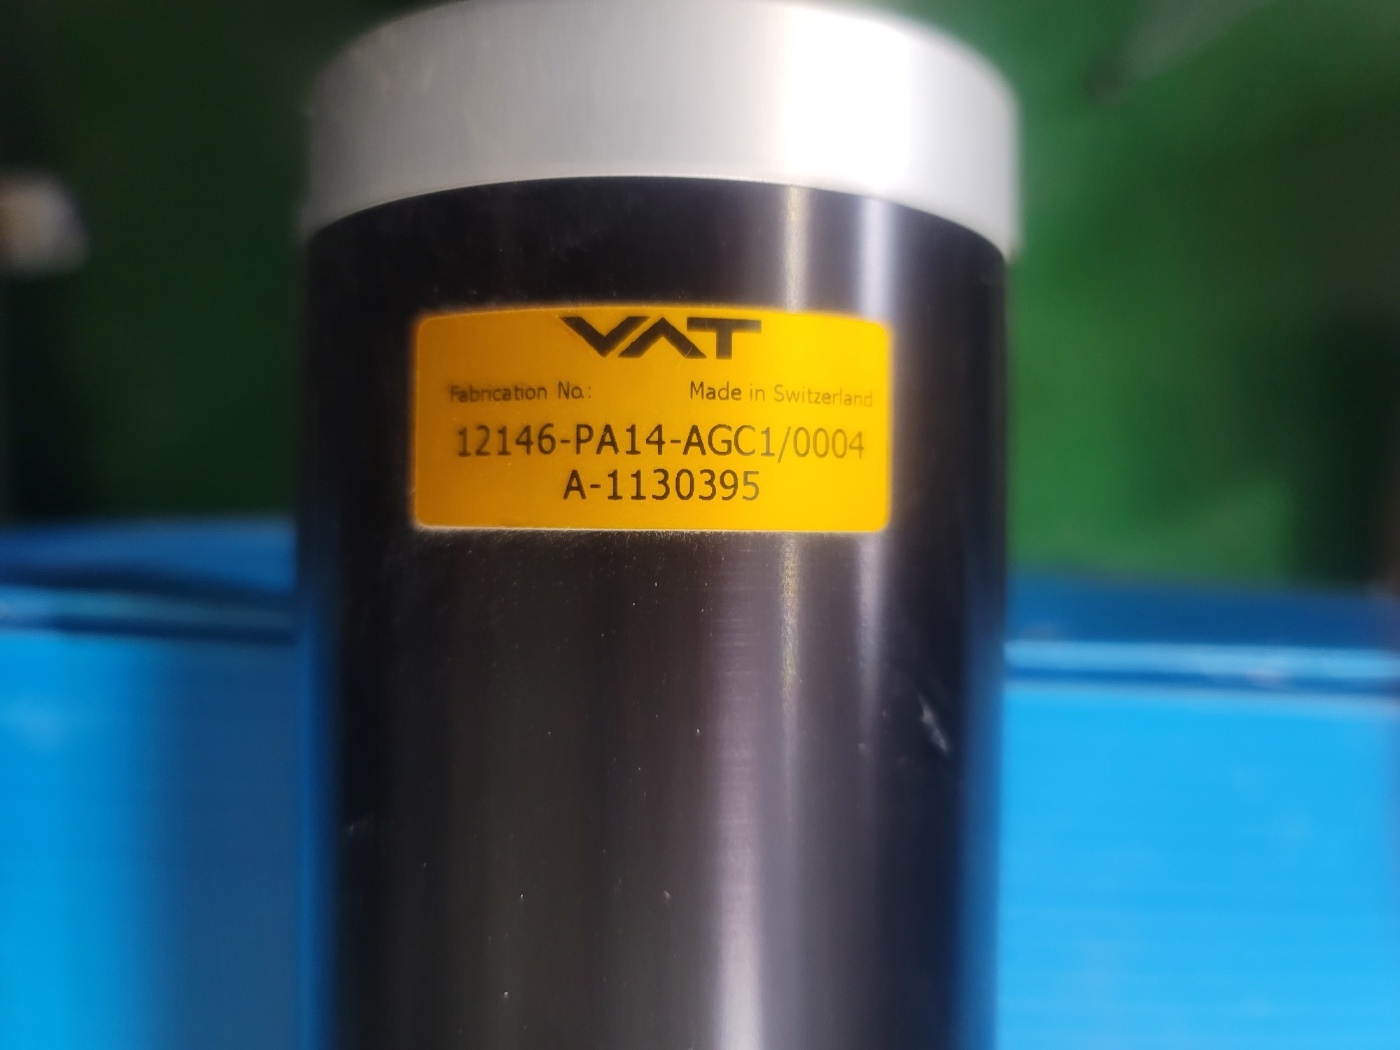 VAT
Fabrication No.: Made in Switzerland
12146-PA14-AGC1/0004
A-1130395